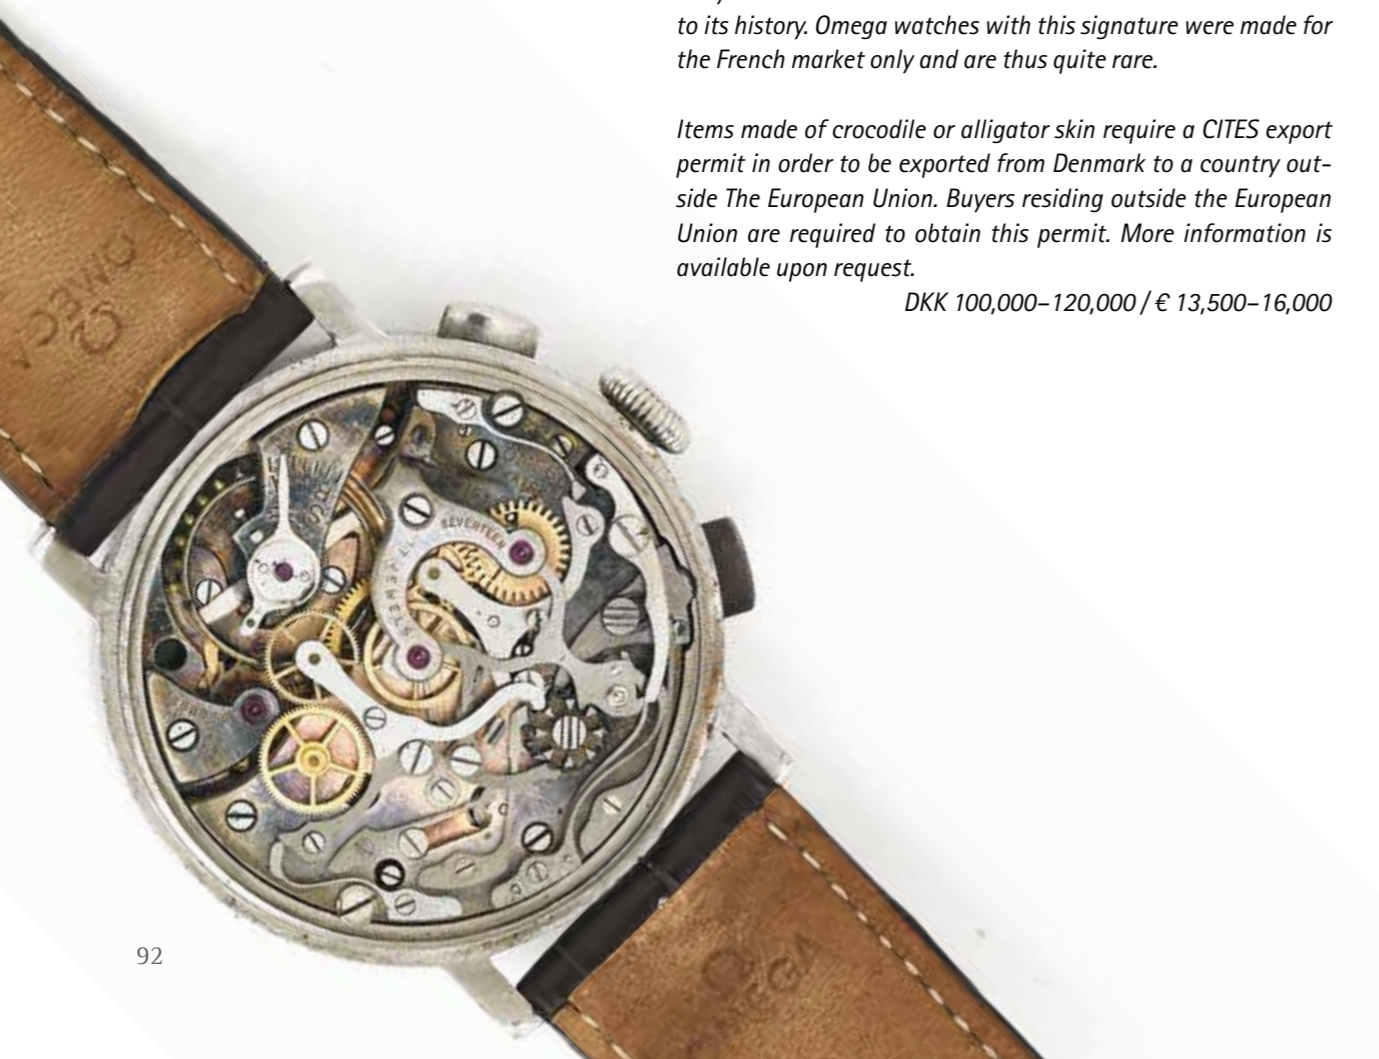 to its history. Omega watches with this signature were made for
the French market only and are thus quite rare.
Items made of crocodile or alligator skin require a CITES export
permit in order to be exported from Denmark to a country out-
side The European Union. Buyers residing outside the European
Union are required to obtain this permit. More information is
available upon request.
DKK 100,000–120,000 / € 13,500–16,000
OMEGA
SEVENTEEN
JEWELS
92
OMEGA